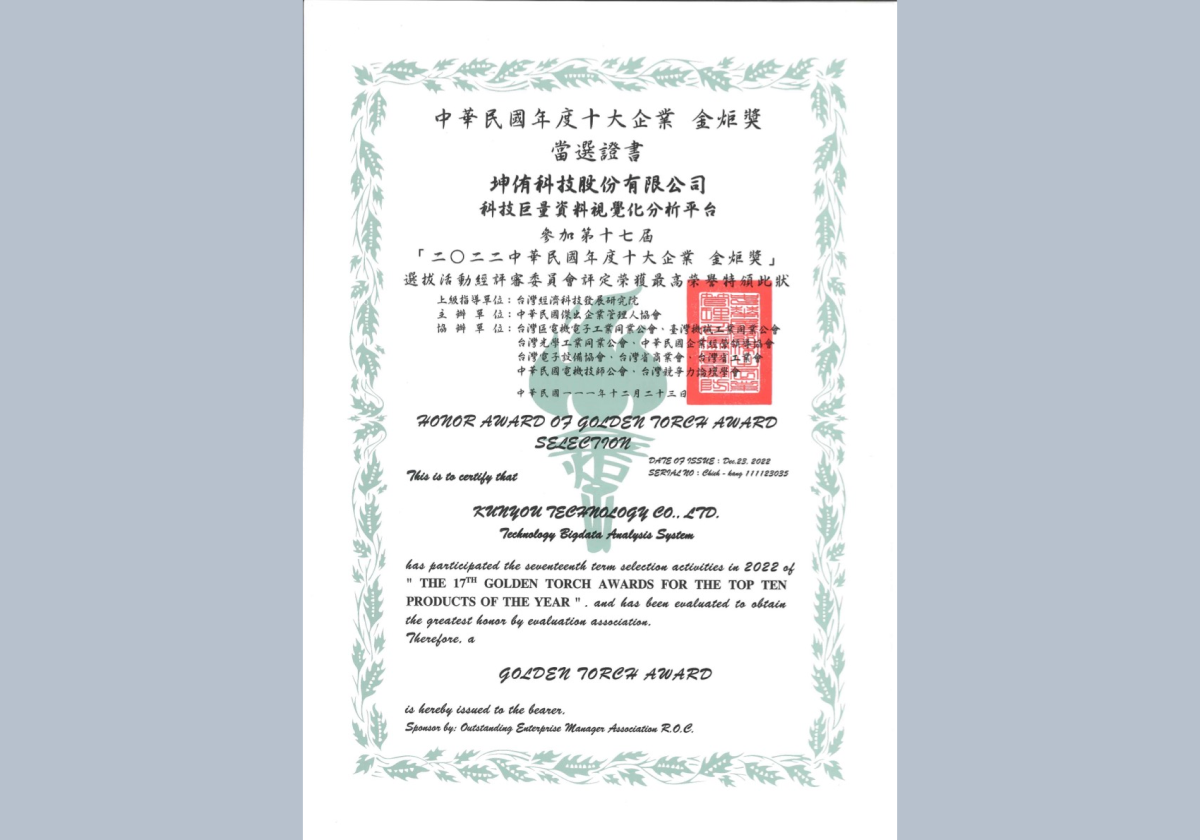 中華民國年度十大企業 金炬獎
當選證書
坤侑科技股份有限公司
科技巨量資料視覺化分析平台
參加第十七屆
「二〇二二中華民國年度十大企業 金炬獎」
選拔活動經評審委員會評定榮獲最高榮譽特頒此狀
上級指導單位：台灣經濟科技發展研究院
主辦單位：中華民國傑出企業管理人協會
協辦單位：台灣區電機電子工業同業公會、臺灣機械工業同業公會
台灣光學工業同業公會、中華民國企業經營領導協會
台灣電子設備協會、台灣省商業會、台灣省工業會
中華民國電機技師公會、台灣競爭力論壇學會
中華民國一一一年十二月二十三日
HONOR AWARD OF GOLDEN TORCH AWARD
SELECTION
DATE OF ISSUE : Dec.23. 2022
SERIAL NO : Chieh - kang 111123035
This is to certify that
KUNYOU TECHNOLOGY CO., LTD.
Technology Bigdata Analysis System
has participated the seventeenth term selection activities in 2022 of
" THE 17TH GOLDEN TORCH AWARDS FOR THE TOP TEN
PRODUCTS OF THE YEAR " . and has been evaluated to obtain
the greatest honor by evaluation association.
Therefore, a
GOLDEN TORCH AWARD
is hereby issued to the bearer.
Sponsor by: Outstanding Enterprise Manager Association R.O.C.